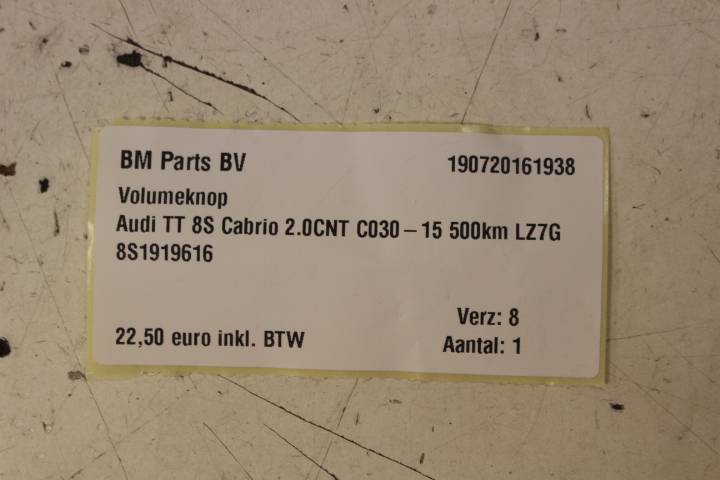 BM Parts BV 190720161938
Volumeknop
Audi TT 8S Cabrio 2.0CNT C030 – 15 500km LZ7G
8S1919616
Verz: 8
22,50 euro inkl. BTW Aantal: 1